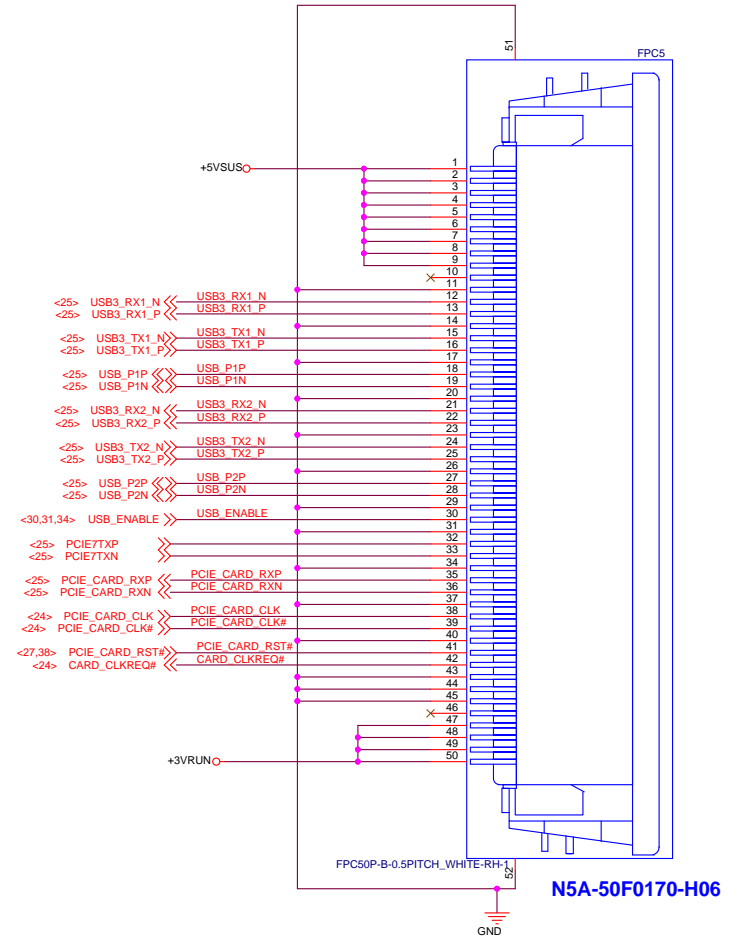 51
FPC5
+5VSUS
1
2
3
4
5
6
7
8
9
10
11
<25> USB3_RX1_N USB3_RX1_N 12
<25> USB3_RX1_P USB3_RX1_P 13
14
<25> USB3_TX1_N USB3_TX1_N 15
<25> USB3_TX1_P USB3_TX1_P 16
17
<25> USB_P1P USB_P1P 18
<25> USB_P1N USB_P1N 19
20
<25> USB3_RX2_N USB3_RX2_N 21
<25> USB3_RX2_P USB3_RX2_P 22
23
<25> USB3_TX2_N USB3_TX2_N 24
<25> USB3_TX2_P USB3_TX2_P 25
26
<25> USB_P2P USB_P2P 27
<25> USB_P2N USB_P2N 28
29
<30,31,34> USB_ENABLE USB_ENABLE 30
31
<25> PCIE7TXP 32
<25> PCIE7TXN 33
34
<25> PCIE_CARD_RXP PCIE_CARD_RXP 35
<25> PCIE_CARD_RXN PCIE_CARD_RXN 36
37
<24> PCIE_CARD_CLK PCIE_CARD_CLK 38
<24> PCIE_CARD_CLK# PCIE_CARD_CLK# 39
40
<27,38> PCIE_CARD_RST# PCIE_CARD_RST# 41
<24> CARD_CLKREQ# CARD_CLKREQ# 42
43
44
45
46
47
48
49
+3VRUN 50
FPC50P-B-0.5PITCH_WHITE-RH-1
52
N5A-50F0170-H06
GND